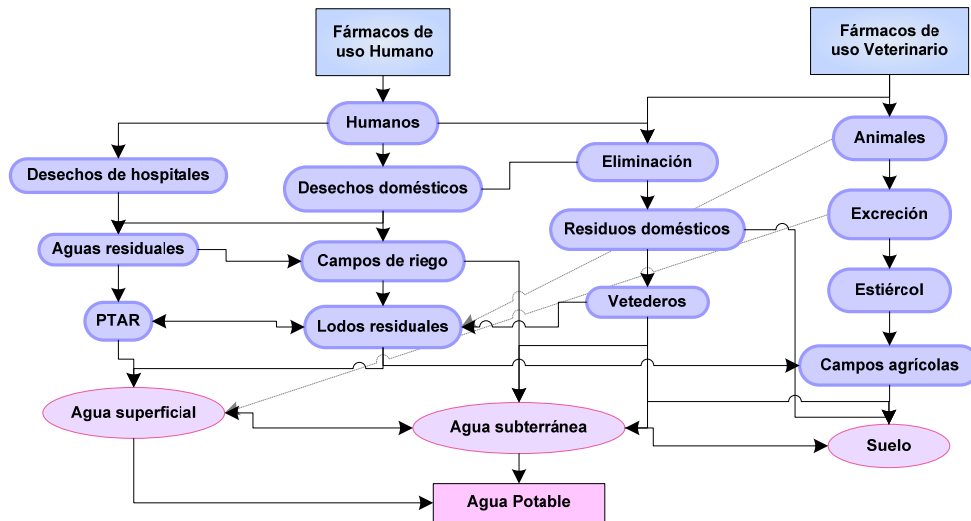 Fármacos de
uso Humano
Fármacos de
uso Veterinario
Humanos
Animales
Eliminación
Desechos de hospitales
Desechos domésticos
Excreción
Residuos domésticos
Aguas residuales
Campos de riego
Estiércol
Vetederos
PTAR
Lodos residuales
Campos agrícolas
Agua superficial
Agua subterránea
Suelo
Agua Potable